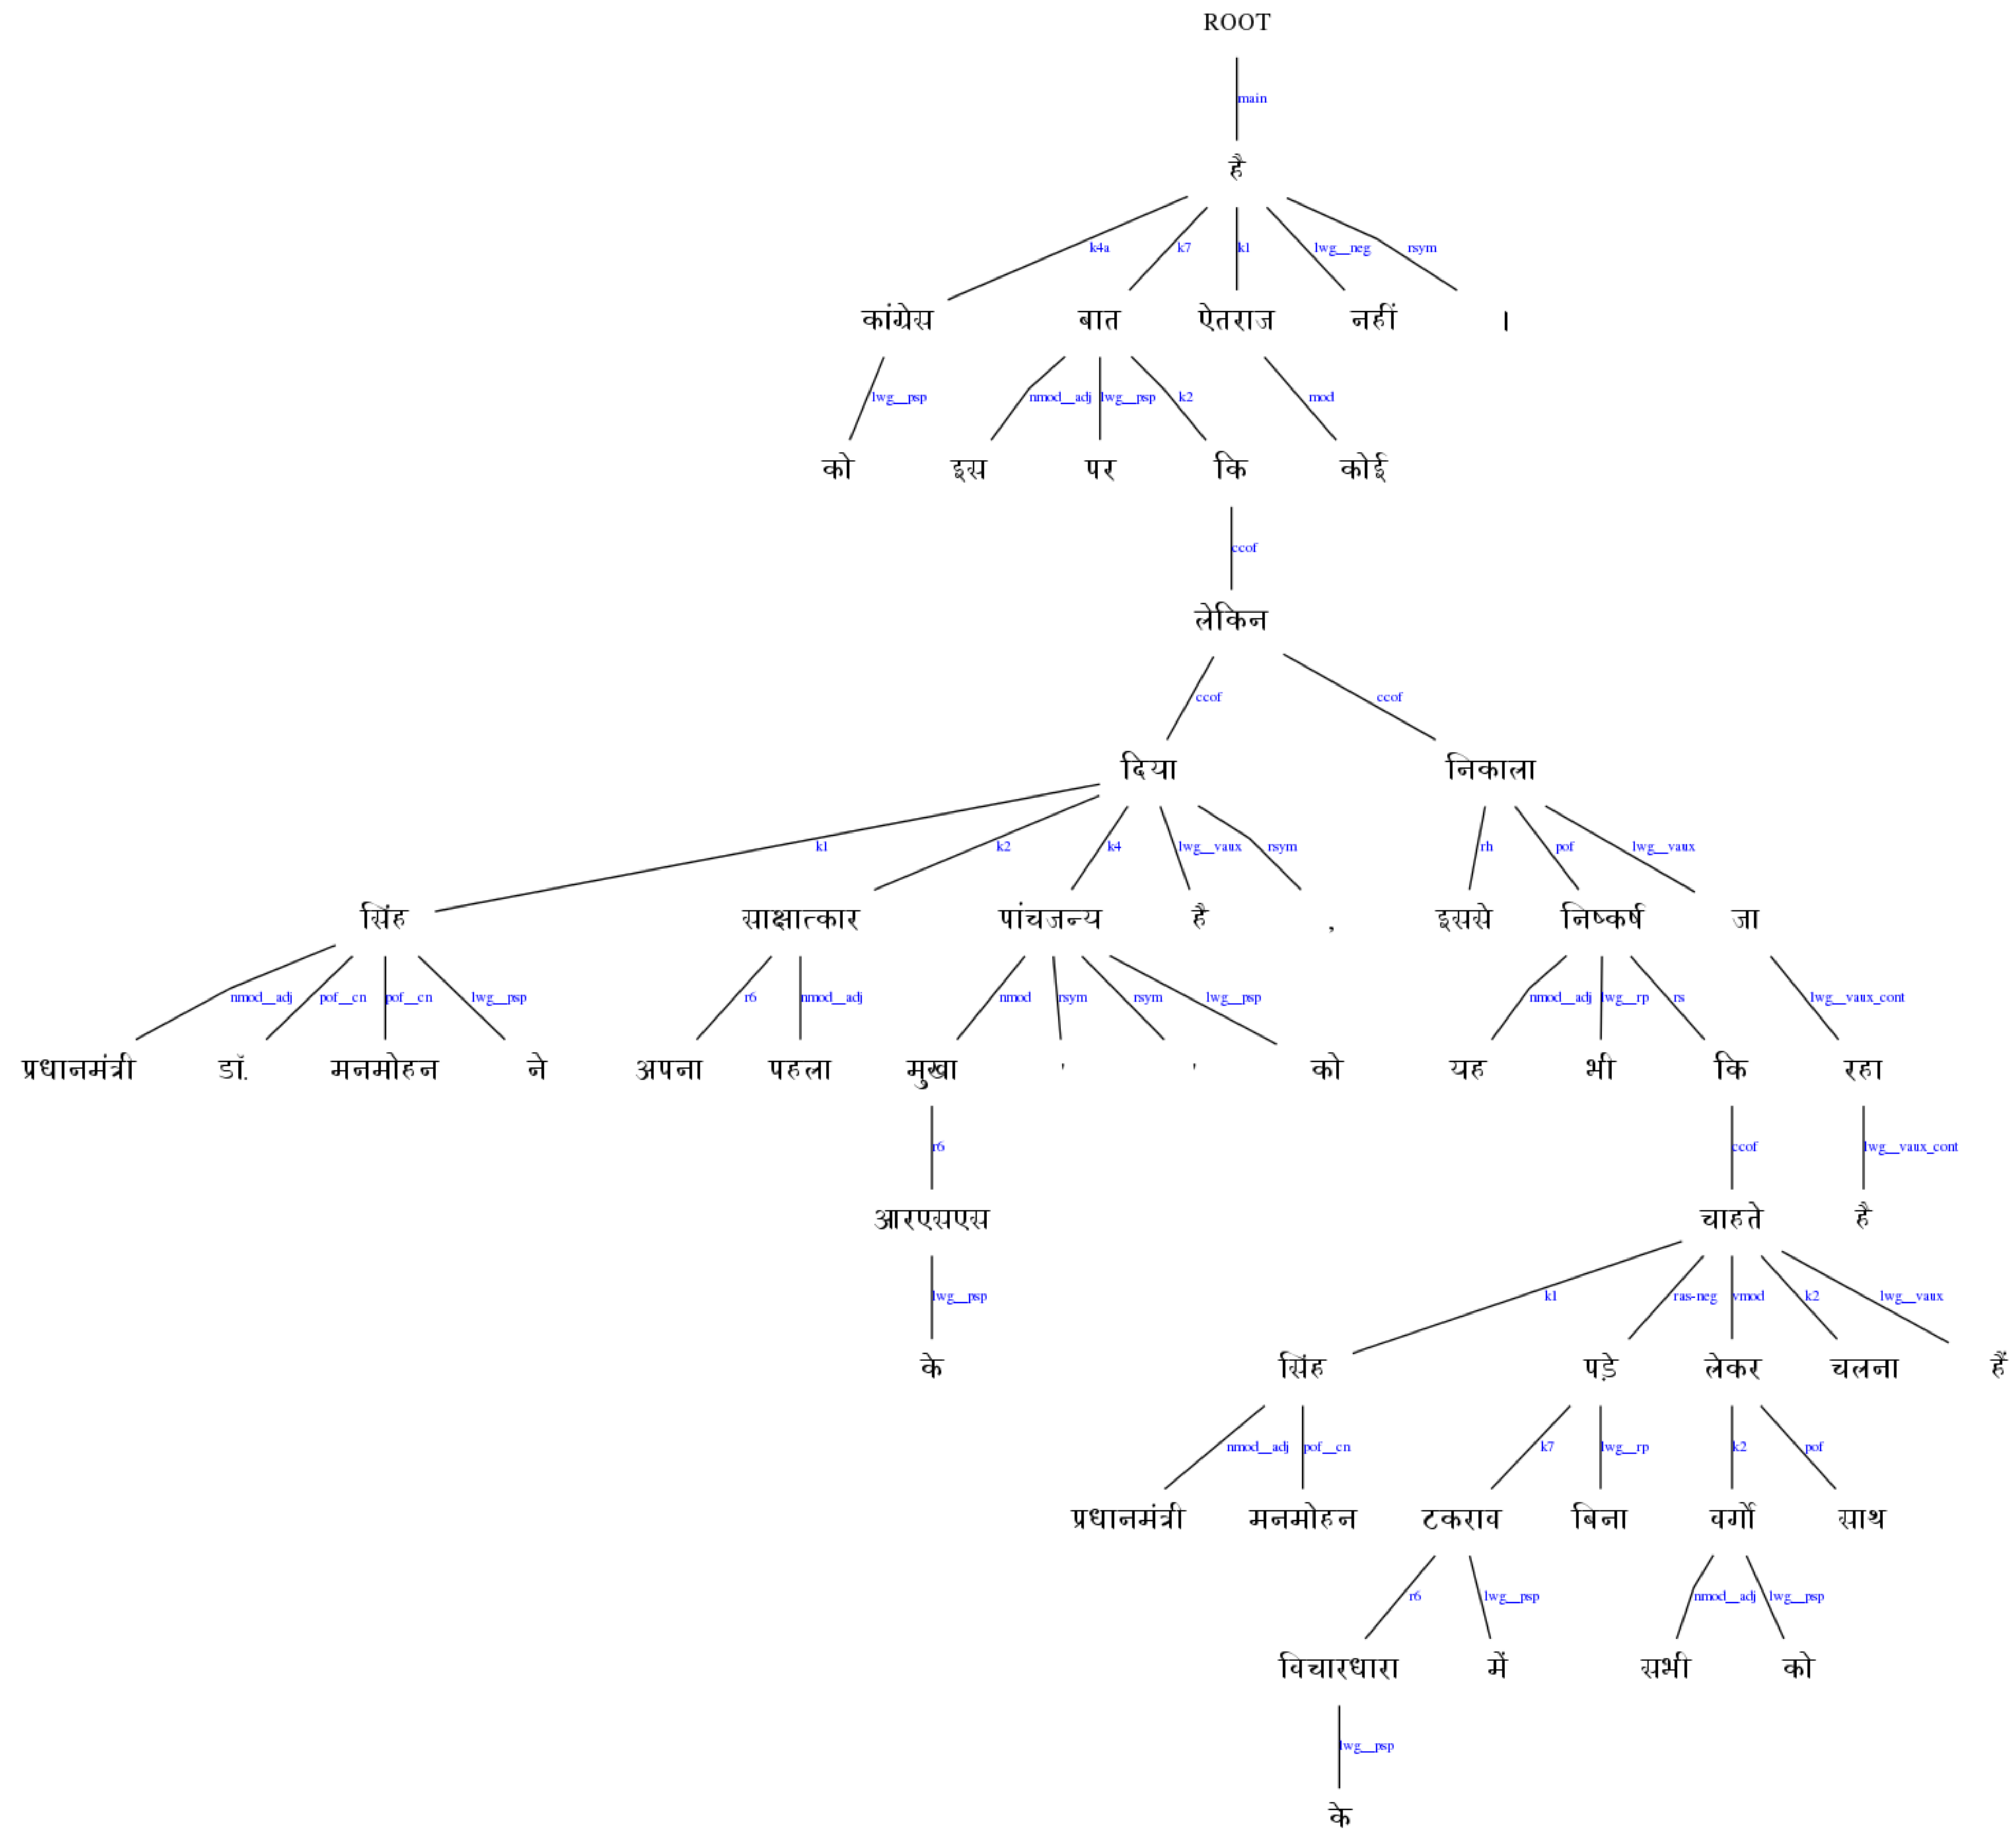 ROOT
main
है
k4a k7 k1 lwg__neg rsym
कांग्रेस बात ऐतराज नहीं ।
lwg__psp nmod__adj lwg__psp k2 mod
को इस पर कि कोई
ccof
लेकिन
ccof ccof
दिया निकाला
k1 k2 k4 lwg__vaux rsym rh pof lwg__vaux
सिंह साक्षात्कार पांचजन्य है , इससे निष्कर्ष जा
nmod__adj pof__cn pof__cn lwg__psp r6 nmod__adj nmod rsym rsym lwg__psp nmod__adj lwg__rp rs lwg__vaux_cont
प्रधानमंत्री डॉ. मनमोहन ने अपना पहला मुखा ' ' को यह भी कि रहा
r6 ccof lwg__vaux_cont
आरएसएस चाहते है
lwg__psp k1 ras-neg vmod k2 lwg__vaux
के सिंह पड़े लेकर चलना हैं
nmod__adj pof__cn k7 lwg__rp k2 pof
प्रधानमंत्री मनमोहन टकराव बिना वर्गो साथ
r6 lwg__psp nmod__adj lwg__psp
विचारधारा में सभी को
lwg__psp
के